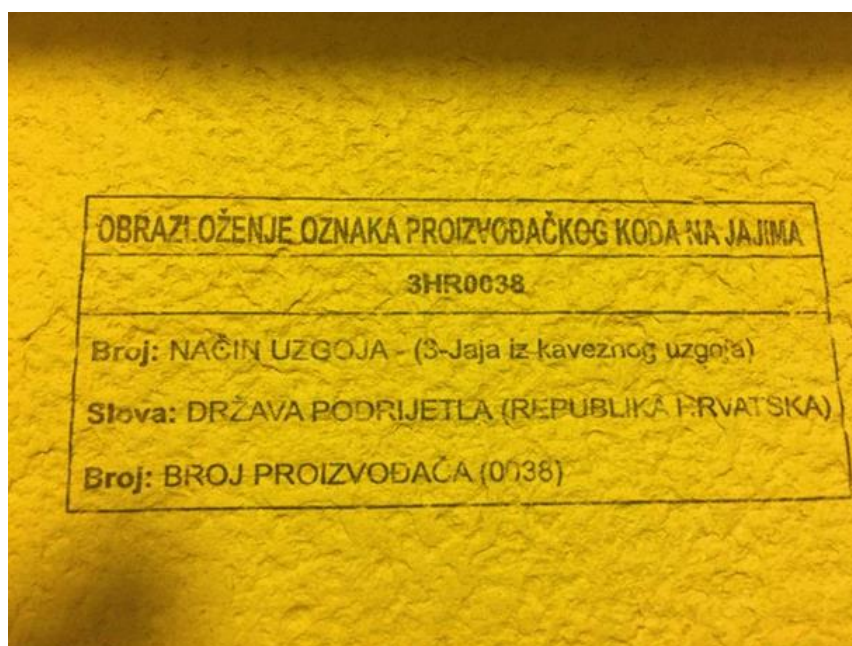 OBRAZLOŽENJE OZNAKA PROIZVOĐAČKOG KODA NA JAJIMA
3HR0038
Broj: NAČIN UZGOJA - (3-Jaja iz kaveznog uzgoja)
Slova: DRŽAVA PODRIJETLA (REPUBLIKA HRVATSKA)
Broj: BROJ PROIZVOĐAČA (0038)